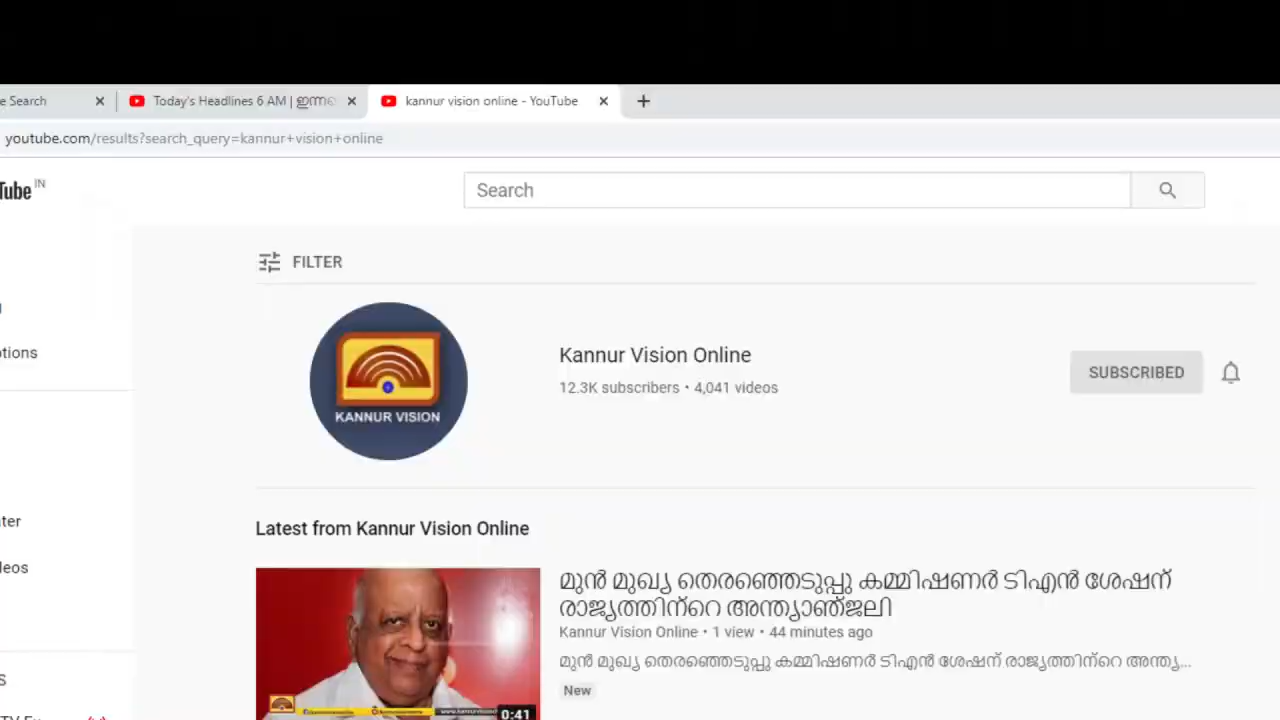 e Search
Today's Headlines 6 AM | ഇന്നത്
kannur vision online - YouTube
youtube.com/results?search_query=kannur+vision+online
Tube IN
Search
FILTER
KANNUR VISION
Kannur Vision Online
12.3K subscribers • 4,041 videos
SUBSCRIBED
otions
ter
leos
S
Latest from Kannur Vision Online
മുൻ മുഖ്യ തെരഞ്ഞെടുപ്പു കമ്മിഷണർ ടിഎൻ ശേഷന്
രാജ്യത്തിന്റെ അന്ത്യാഞ്ജലി
Kannur Vision Online • 1 view • 44 minutes ago
മുൻ മുഖ്യ തെരഞ്ഞെടുപ്പു കമ്മിഷണർ ടിഎൻ ശേഷന് രാജ്യത്തിന്റെ അന്ത്യ...
New
0:41